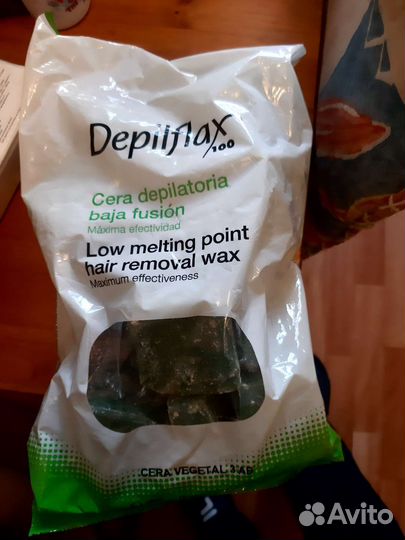 Depilflax
100
Cera depilatoria
baja fusión
Máxima efectividad
Low melting point
hair removal wax
Maximum effectiveness
CERA VEGETAL
Avito